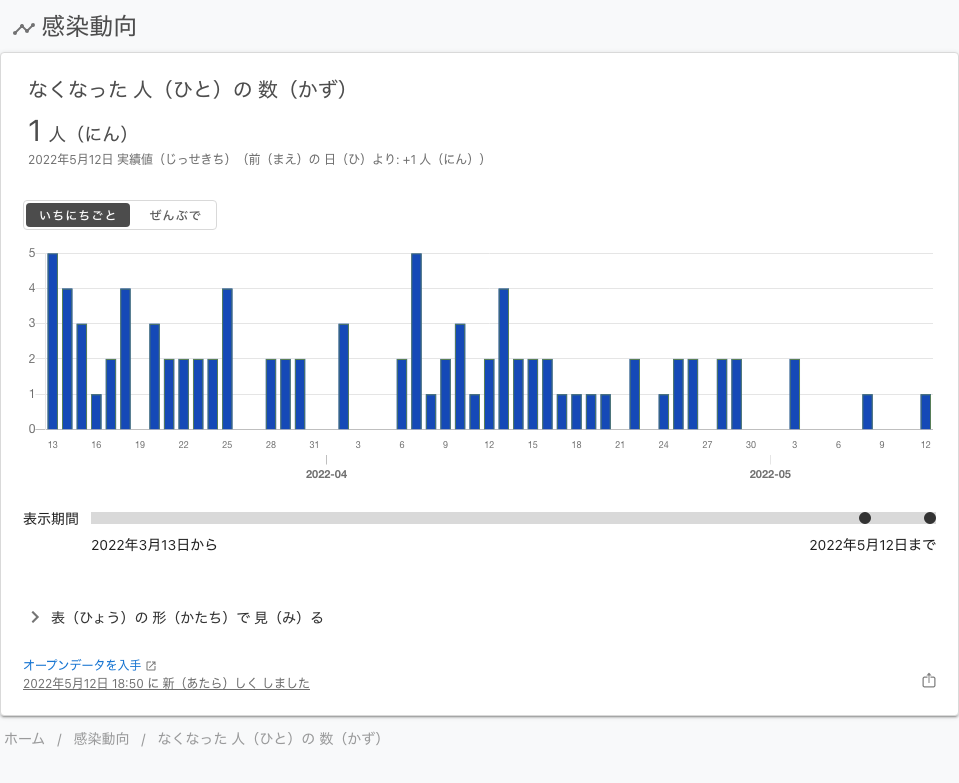 感染動向
なくなった 人（ひと）の 数（かず）
1 人（にん）
2022年5月12日 実績値（じっせきち）（前（まえ）の 日（ひ）より: +1 人（にん））
いちにちごと ぜんぶで
5
4
3
2
1
0
13 16 19 22 25 28 31 3 6 9 12 15 18 21 24 27 30 3 6 9 12
2022-04 2022-05
表示期間
2022年3月13日から 2022年5月12日まで
表（ひょう）の 形（かたち）で 見（み）る
オープンデータを入手
2022年5月12日 18:50 に 新（あたら）しく しました
ホーム / 感染動向 / なくなった 人（ひと）の 数（かず）